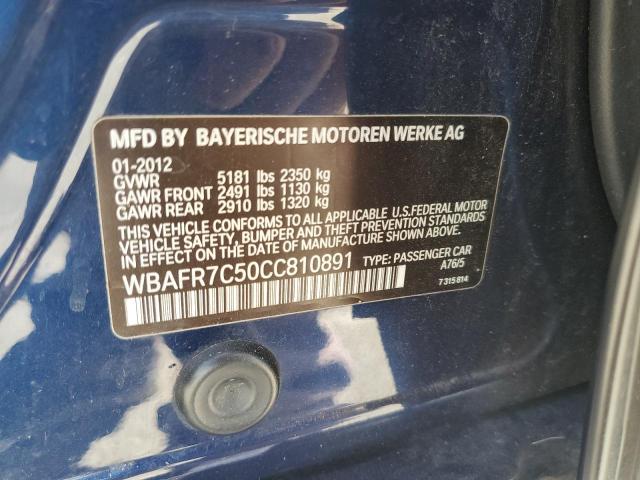 MFD BY BAYERISCHE MOTOREN WERKE AG
01-2012
GVWR 5181 lbs 2350 kg
GAWR FRONT 2491 lbs 1130 kg
GAWR REAR 2910 lbs 1320 kg
THIS VEHICLE CONFORMS TO ALL APPLICABLE U.S.FEDERAL MOTOR
VEHICLE SAFETY, BUMPER AND THEFT PREVENTION STANDARDS
IN EFFECT ON THE DATE OF MANUFACTURE SHOWN ABOVE.
WBAFR7C50CC810891 TYPE: PASSENGER CAR
A76/5
7 315 814